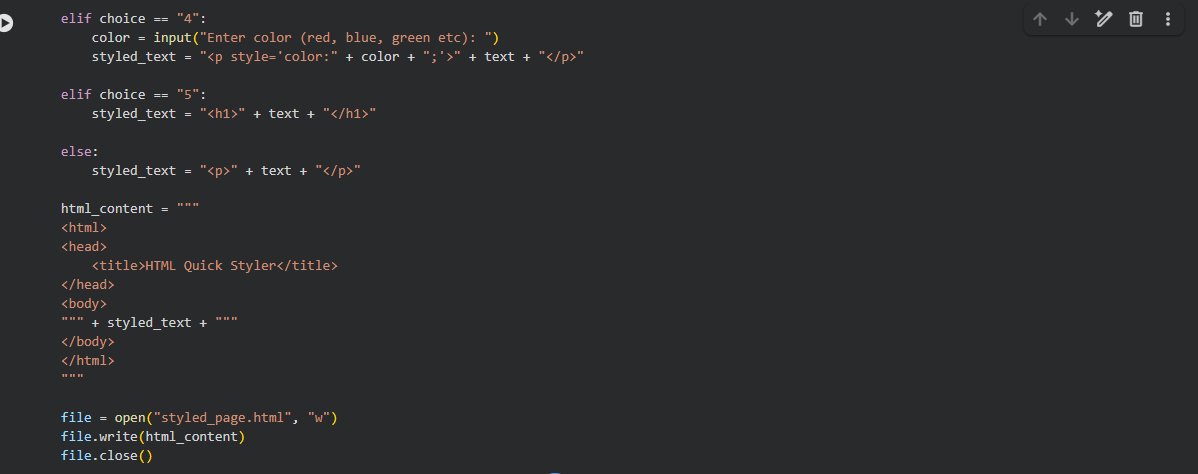 elif choice == "4":
    color = input("Enter color (red, blue, green etc): ")
    styled_text = "<p style='color:" + color + ";'>" + text + "</p>"

elif choice == "5":
    styled_text = "<h1>" + text + "</h1>"

else:
    styled_text = "<p>" + text + "</p>"

html_content = """
<html>
<head>
    <title>HTML Quick Styler</title>
</head>
<body>
""" + styled_text + """
</body>
</html>
"""

file = open("styled_page.html", "w")
file.write(html_content)
file.close()